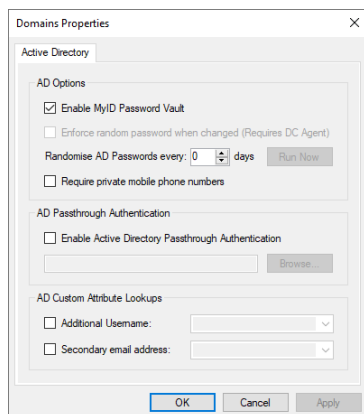 Domains Properties
Active Directory
AD Options
Enable MyID Password Vault
Enforce random password when changed (Requires DC Agent)
Randomise AD Passwords every: 0 days Run Now
Require private mobile phone numbers
AD Passthrough Authentication
Enable Active Directory Passthrough Authentication
Browse...
AD Custom Attribute Lookups
Additional Username:
Secondary email address:
OK Cancel Apply